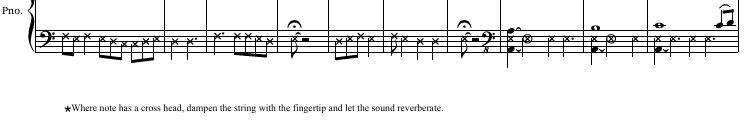 Pno.
*Where note has a cross head, dampen the string with the fingertip and let the sound reverberate.